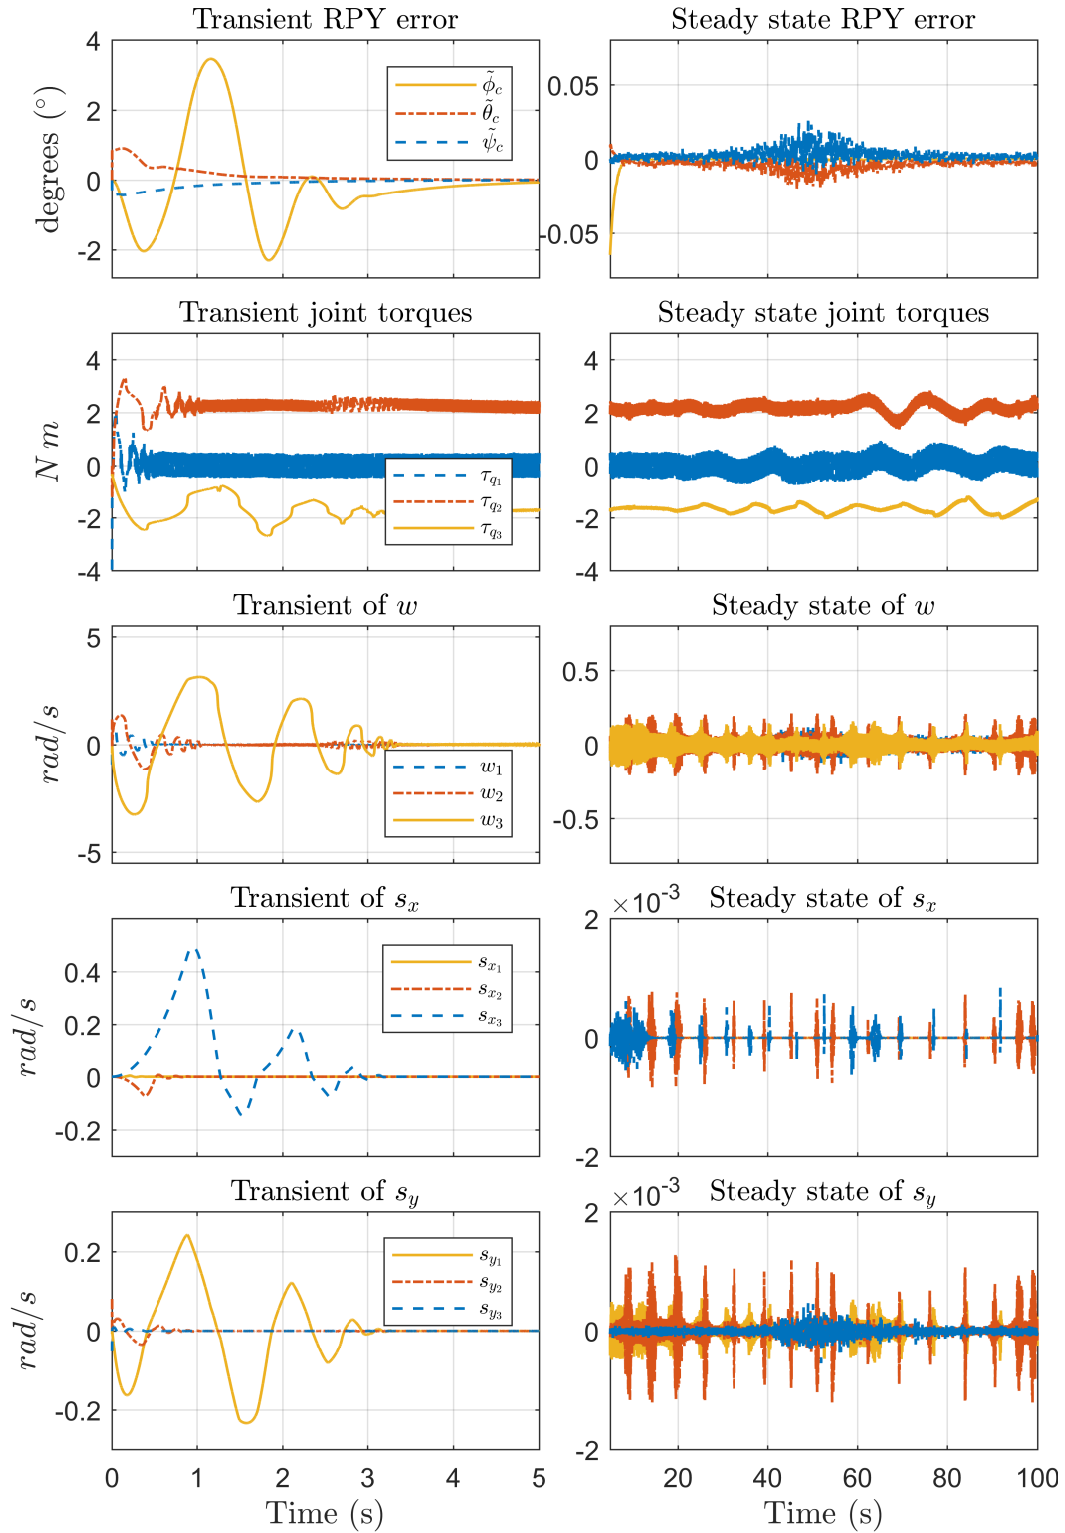 Transient RPY error
Steady state RPY error
degrees (°)
4
2
0
-2
ϕ̃c
θ̃c
ψ̃c
0.05
0
-0.05
Transient joint torques
Steady state joint torques
N m
4
2
0
-2
-4
τq1
τq2
τq3
4
2
0
-2
-4
Transient of w
Steady state of w
rad/s
5
0
-5
w1
w2
w3
0.5
0
-0.5
Transient of sx
×10-3 Steady state of sx
rad/s
0.4
0.2
0
-0.2
sx1
sx2
sx3
2
0
-2
Transient of sy
×10-3 Steady state of sy
rad/s
0.2
0
-0.2
sy1
sy2
sy3
2
0
-2
0 1 2 3 4 5
20 40 60 80 100
Time (s)
Time (s)